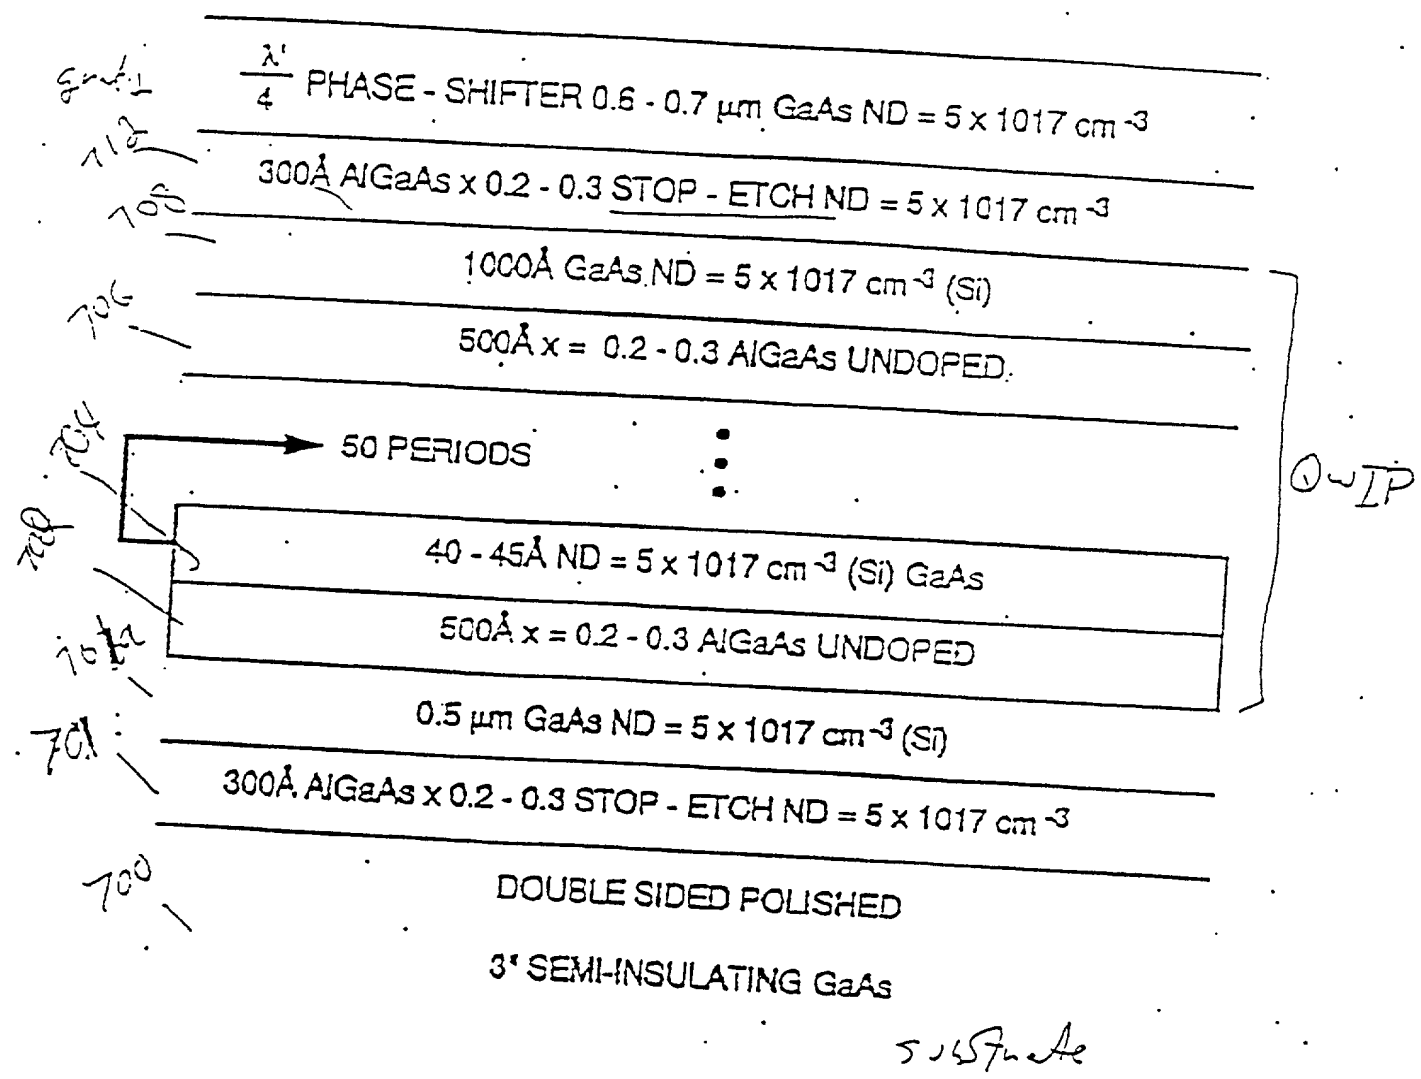 λ'
4 PHASE - SHIFTER 0.6 - 0.7 µm GaAs ND = 5 x 1017 cm-3
300Å AlGaAs x 0.2 - 0.3 STOP - ETCH ND = 5 x 1017 cm-3
1000Å GaAs ND = 5 x 1017 cm-3 (Si)
706
500Å x = 0.2 - 0.3 AlGaAs UNDOPED
704
50 PERIODS
QWIP
40 - 45Å ND = 5 x 1017 cm-3 (Si) GaAs
500Å x = 0.2 - 0.3 AlGaAs UNDOPED
0.5 µm GaAs ND = 5 x 1017 cm-3 (Si)
701
300Å AlGaAs x 0.2 - 0.3 STOP - ETCH ND = 5 x 1017 cm-3
700
DOUBLE SIDED POLISHED
3" SEMI-INSULATING GaAs
substrate